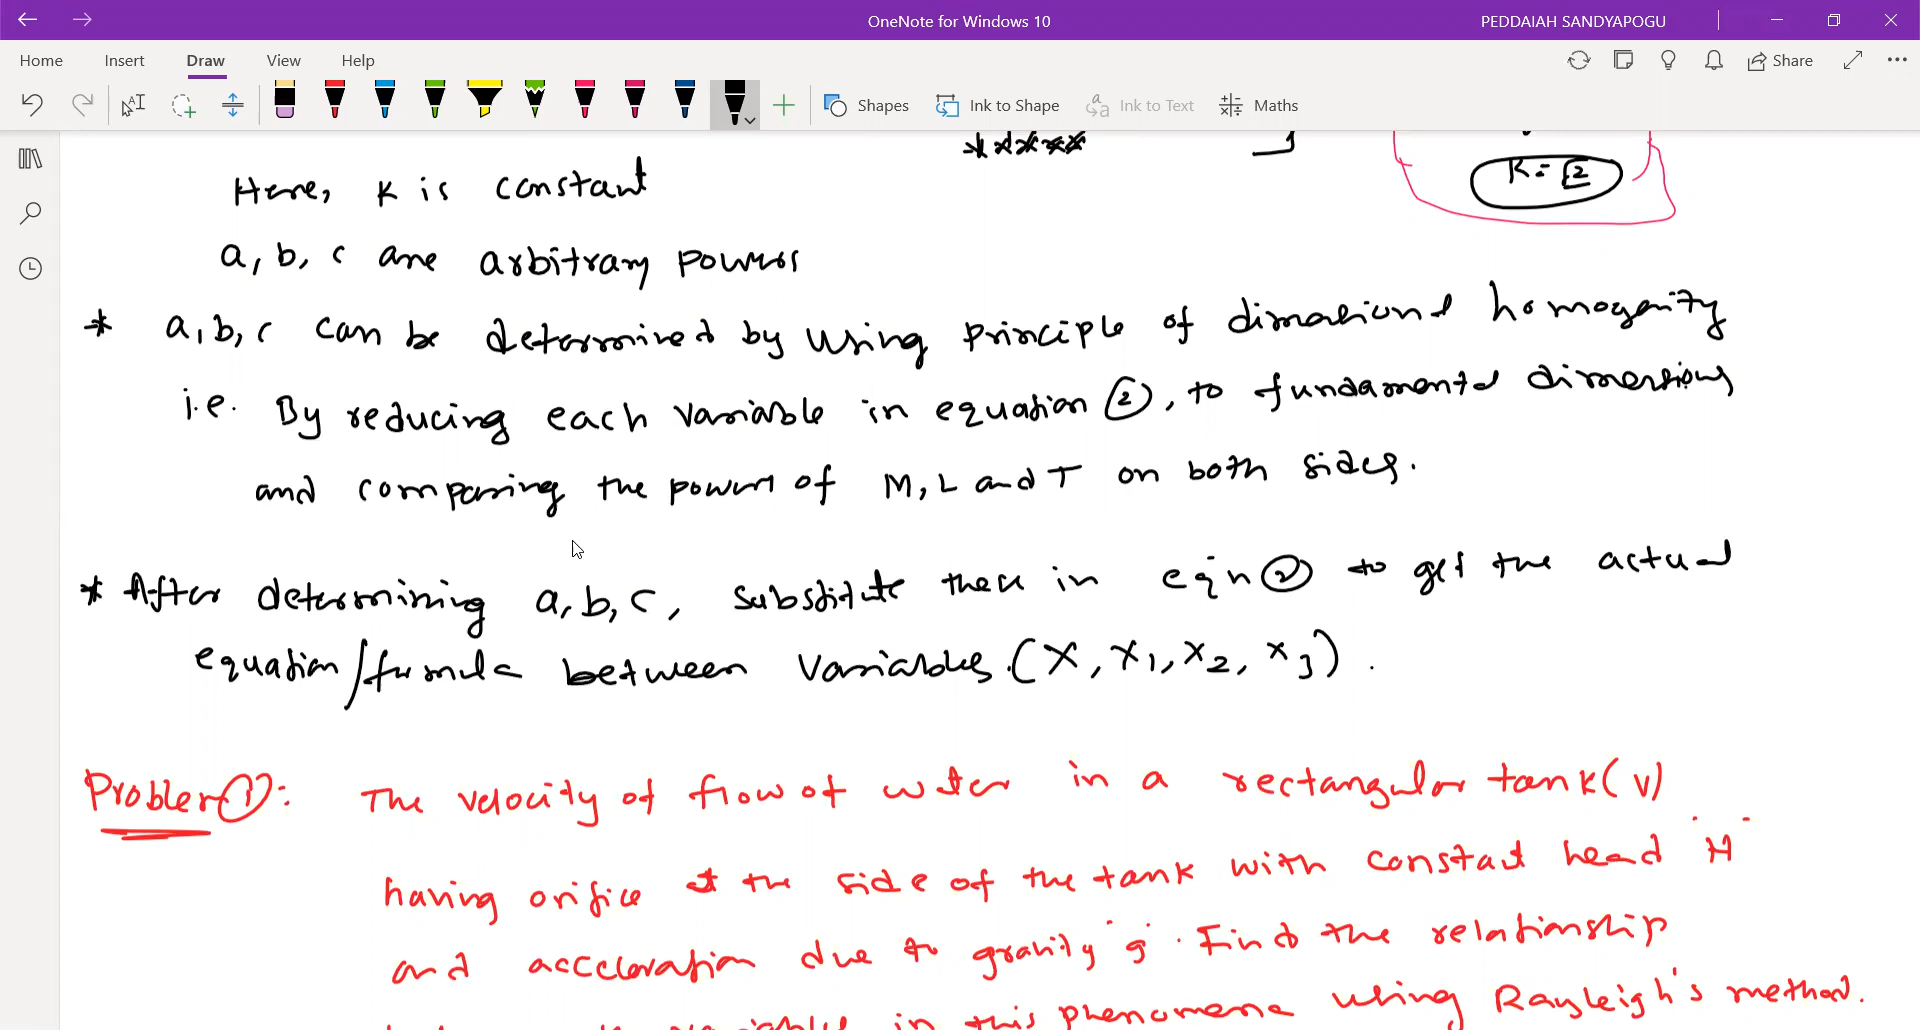 OneNote for Windows 10
PEDDAIAH SANDYAPOGU
Home Insert Draw View Help
Share
Shapes Ink to Shape Ink to Text Maths
K = √2
Here, K is constant
a, b, c are arbitrary powers
* a, b, c can be determined by using principle of dimensional homogenity
i.e. By reducing each variable in equation ②, to fundamental dimensions
and comparing the powers of M, L and T on both sides.
* After determining a, b, c, substitute them in eqn ② to get the actual
equation/formula between variables (X, X1, X2, X3).
Problem ①: The velocity of flow of water in a rectangular tank (V)
having orifice at the side of the tank with constant head "H"
and acceleration due to gravity "g". Find the relationship
variables in this phenomena using Rayleigh's method.